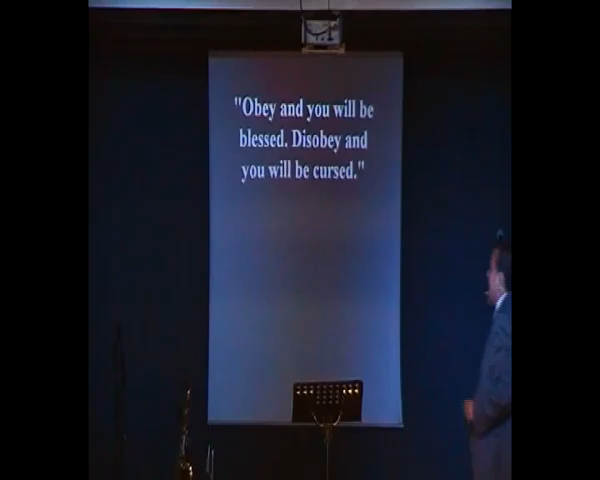 "Obey and you will be
blessed. Disobey and
you will be cursed."